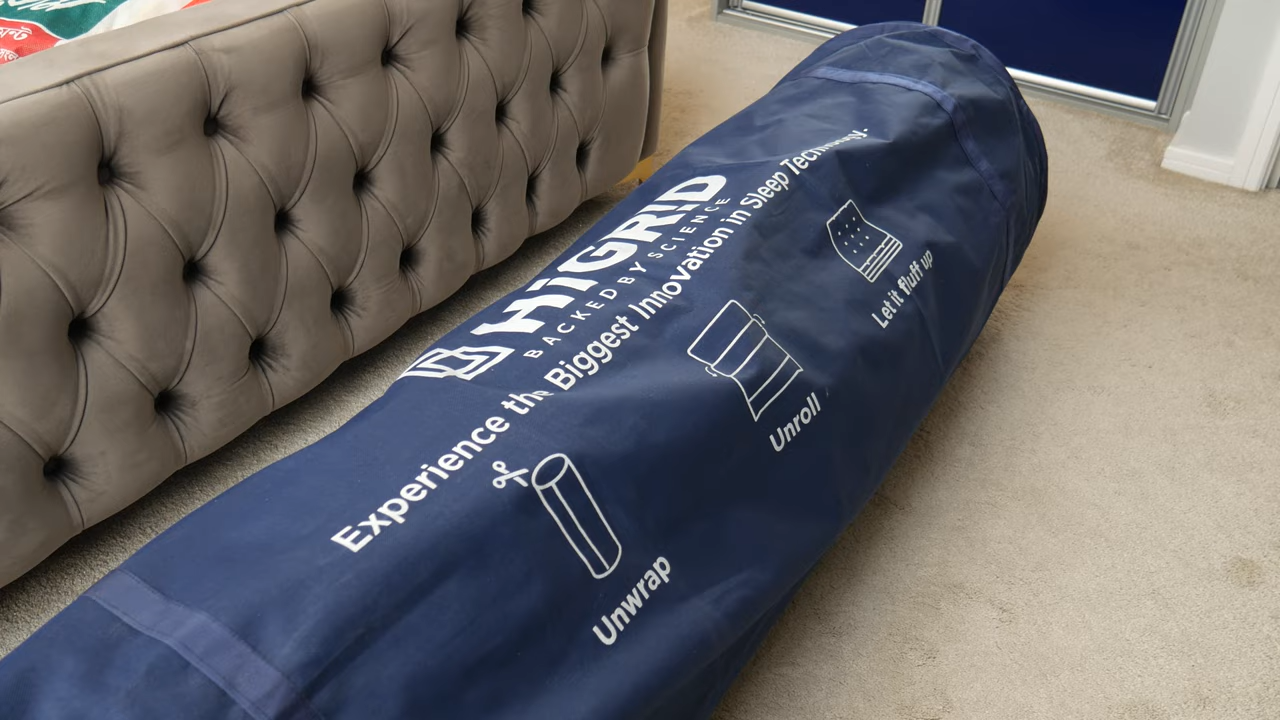 HiGRID
BACKED BY SCIENCE
Experience the Biggest Innovation in Sleep Technology.
Unwrap
Unroll
Let it fluff up